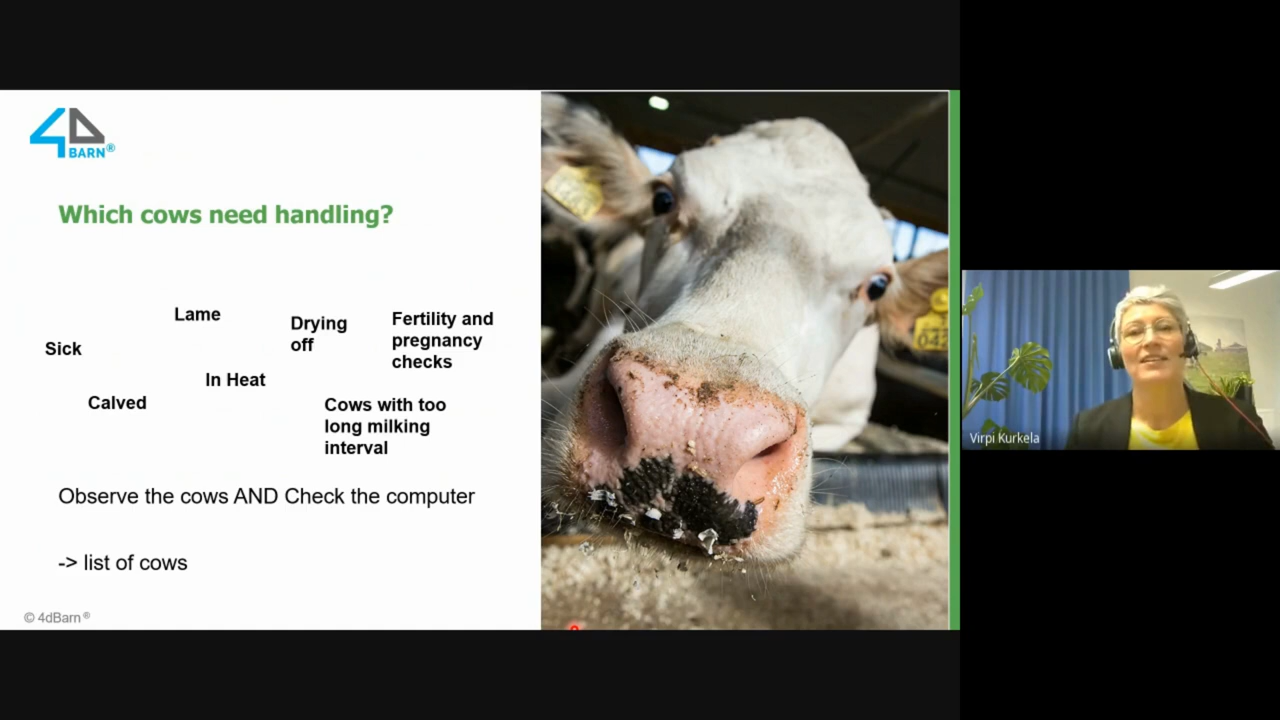 4D
BARN®
Which cows need handling?
Lame
Drying
off
Fertility and
pregnancy
checks
Sick
In Heat
Calved
Cows with too
long milking
interval
Observe the cows AND Check the computer
-> list of cows
© 4dBarn®
Virpi Kurkela